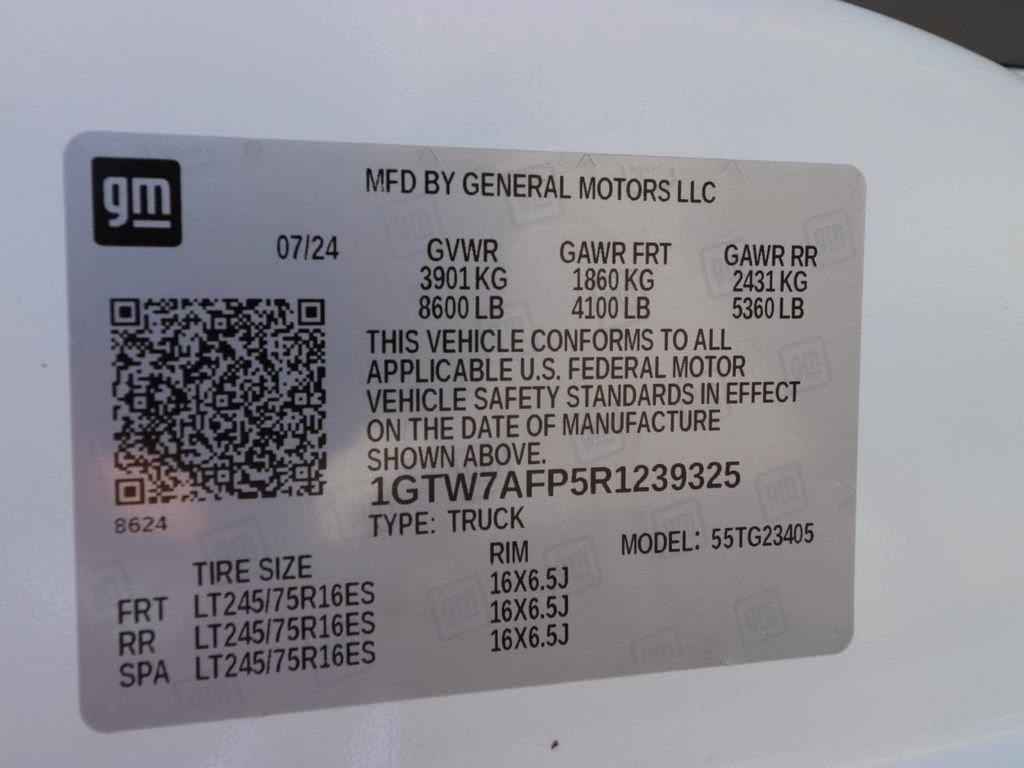 gm
MFD BY GENERAL MOTORS LLC
07/24 GVWR GAWR FRT GAWR RR
3901 KG 1860 KG 2431 KG
8600 LB 4100 LB 5360 LB
THIS VEHICLE CONFORMS TO ALL
APPLICABLE U.S. FEDERAL MOTOR
VEHICLE SAFETY STANDARDS IN EFFECT
ON THE DATE OF MANUFACTURE
SHOWN ABOVE.
1GTW7AFP5R1239325
8624
TYPE: TRUCK MODEL: 55TG23405
TIRE SIZE RIM
FRT LT245/75R16ES 16X6.5J
RR LT245/75R16ES 16X6.5J
SPA LT245/75R16ES 16X6.5J